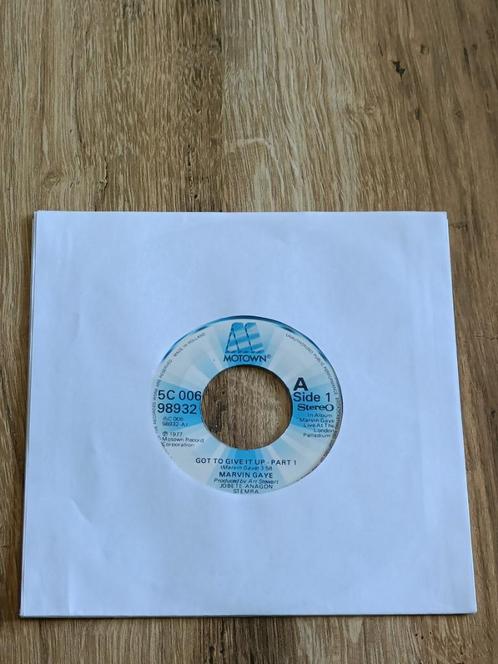 MOTOWN®
5C 006
98932
5C 006
98932-A
℗ 1977
Motown Record
Corporation
A
Side 1
Stereo
In Album
"Marvin Gaye
Live At The
London
Palladium"
GOT TO GIVE IT UP - PART 1
(Marvin Gaye) 3:58
MARVIN GAYE
Produced by Art Stewart
JOBETE-ANAGON
STEMRA
MADE IN HOLLAND